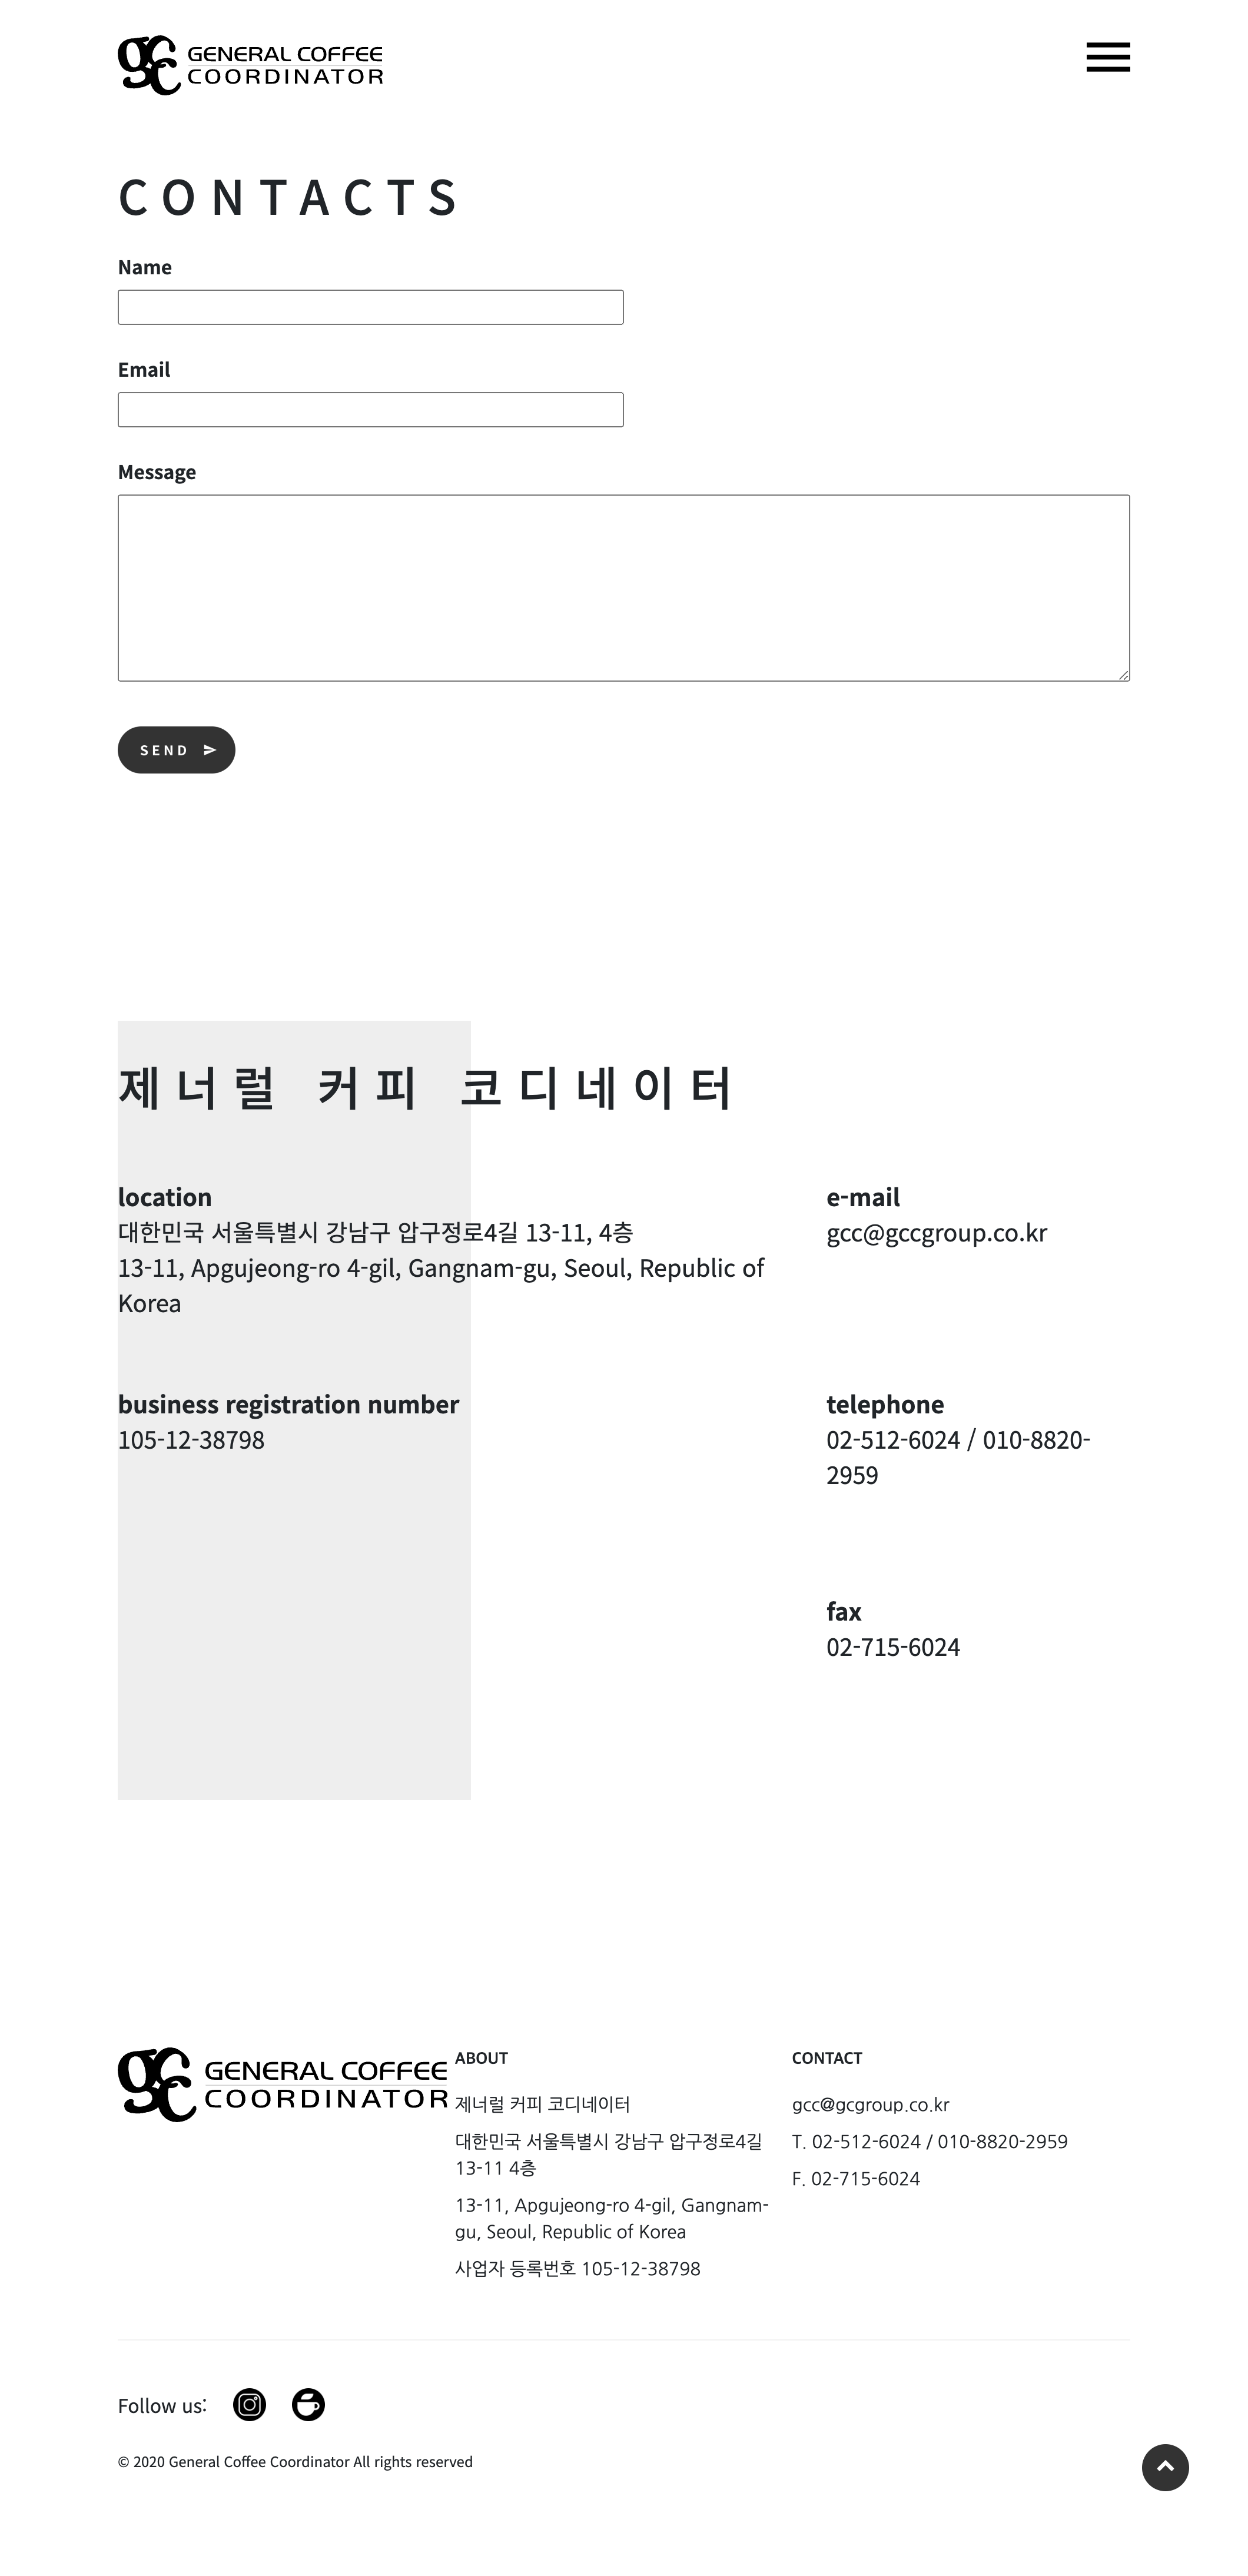 gcc GENERAL COFFEE
COORDINATOR
CONTACTS
Name
Email
Message
SEND
제너럴 커피 코디네이터
location
대한민국 서울특별시 강남구 압구정로4길 13-11, 4층
13-11, Apgujeong-ro 4-gil, Gangnam-gu, Seoul, Republic of
Korea
e-mail
gcc@gccgroup.co.kr
business registration number
105-12-38798
telephone
02-512-6024 / 010-8820-
2959
fax
02-715-6024
gcc GENERAL COFFEE
COORDINATOR
ABOUT
제너럴 커피 코디네이터
대한민국 서울특별시 강남구 압구정로4길
13-11 4층
13-11, Apgujeong-ro 4-gil, Gangnam-
gu, Seoul, Republic of Korea
사업자 등록번호 105-12-38798
CONTACT
gcc@gcgroup.co.kr
T. 02-512-6024 / 010-8820-2959
F. 02-715-6024
Follow us:
© 2020 General Coffee Coordinator All rights reserved